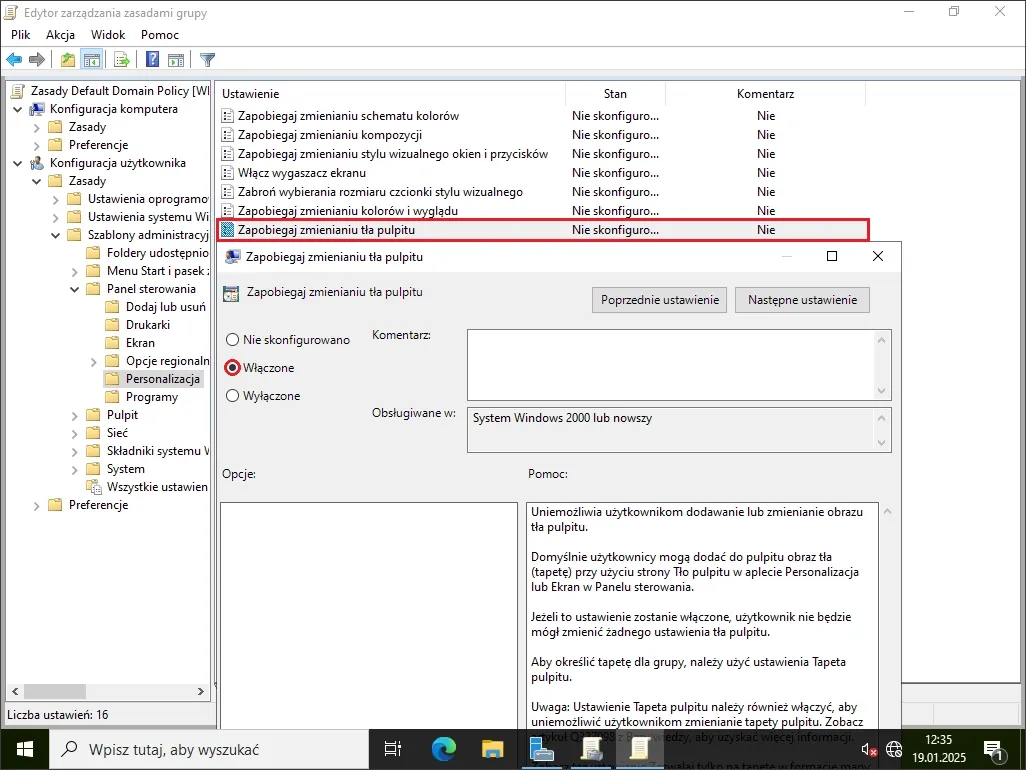 Edytor zarządzania zasadami grupy
Plik Akcja Widok Pomoc
Zasady Default Domain Policy [WI
Konfiguracja komputera
Zasady
Preferencje
Konfiguracja użytkownika
Zasady
Ustawienia oprogramo
Ustawienia systemu Wi
Szablony administracyj
Foldery udostępnio
Menu Start i pasek z
Panel sterowania
Dodaj lub usuń
Drukarki
Ekran
Opcje regionaln
Personalizacja
Programy
Pulpit
Sieć
Składniki systemu W
System
Wszystkie ustawien
Preferencje
Ustawienie Stan Komentarz
Zapobiegaj zmienianiu schematu kolorów Nie skonfiguro... Nie
Zapobiegaj zmienianiu kompozycji Nie skonfiguro... Nie
Zapobiegaj zmienianiu stylu wizualnego okien i przycisków Nie skonfiguro... Nie
Włącz wygaszacz ekranu Nie skonfiguro... Nie
Zabroń wybierania rozmiaru czcionki stylu wizualnego Nie skonfiguro... Nie
Zapobiegaj zmienianiu kolorów i wyglądu Nie skonfiguro... Nie
Zapobiegaj zmienianiu tła pulpitu Nie skonfiguro... Nie
Zapobiegaj zmienianiu tła pulpitu
Zapobiegaj zmienianiu tła pulpitu
Poprzednie ustawienie Następne ustawienie
Nie skonfigurowano
Włączone
Wyłączone
Komentarz:
Obsługiwane w:
System Windows 2000 lub nowszy
Opcje:
Pomoc:
Uniemożliwia użytkownikom dodawanie lub zmienianie obrazu
tła pulpitu.
Domyślnie użytkownicy mogą dodać do pulpitu obraz tła
(tapetę) przy użyciu strony Tło pulpitu w aplecie Personalizacja
lub Ekran w Panelu sterowania.
Jeżeli to ustawienie zostanie włączone, użytkownik nie będzie
mógł zmienić żadnego ustawienia tła pulpitu.
Aby określić tapetę dla grupy, należy użyć ustawienia Tapeta
pulpitu.
Uwaga: Ustawienie Tapeta pulpitu należy również włączyć, aby
uniemożliwić użytkownikom zmienianie tapety pulpitu. Zobacz
Liczba ustawień: 16
Wpisz tutaj, aby wyszukać
12:35
19.01.2025
1